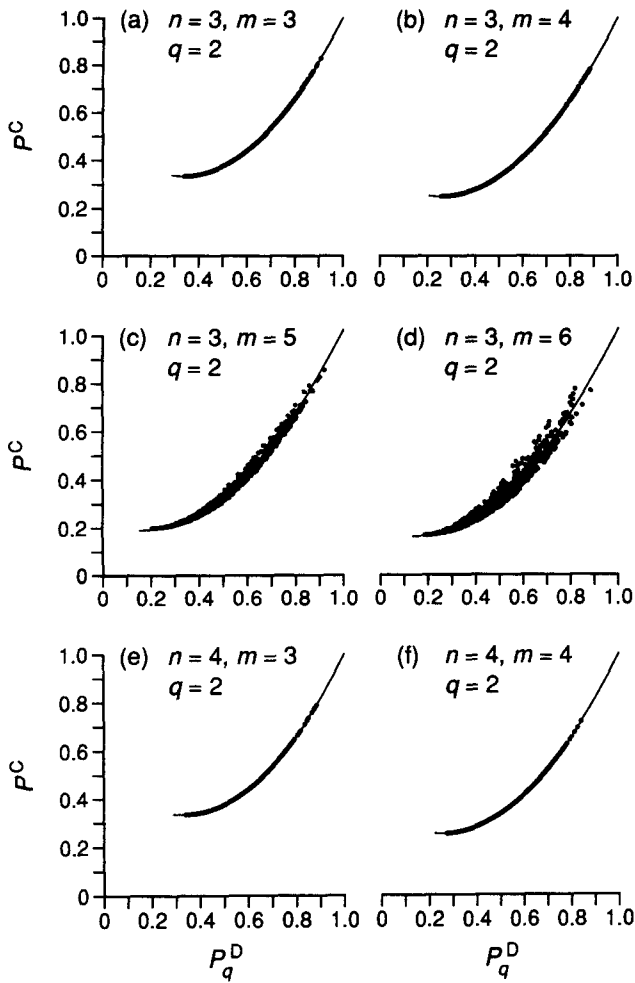 (a) n = 3, m = 3
q = 2
(b) n = 3, m = 4
q = 2
1.0
0.8
0.6
0.4
0.2
0
P^C
0 0.2 0.4 0.6 0.8 1.0
0 0.2 0.4 0.6 0.8 1.0
(c) n = 3, m = 5
q = 2
(d) n = 3, m = 6
q = 2
1.0
0.8
0.6
0.4
0.2
0
P^C
0 0.2 0.4 0.6 0.8 1.0
0 0.2 0.4 0.6 0.8 1.0
(e) n = 4, m = 3
q = 2
(f) n = 4, m = 4
q = 2
1.0
0.8
0.6
0.4
0.2
0
P^C
0 0.2 0.4 0.6 0.8 1.0
0 0.2 0.4 0.6 0.8 1.0
P_q^D
P_q^D